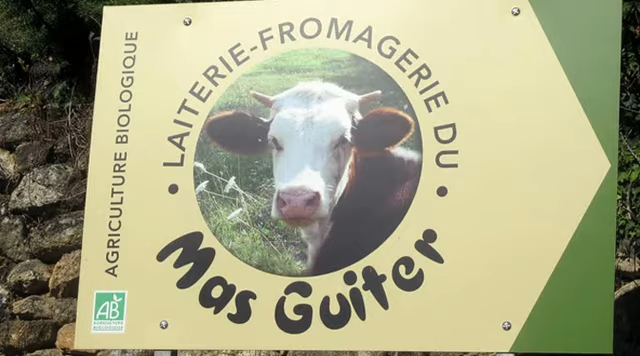 AGRICULTURE BIOLOGIQUE
• LAITERIE-FROMAGERIE DU •
Mas Guiter
AB
AGRICULTURE
BIOLOGIQUE